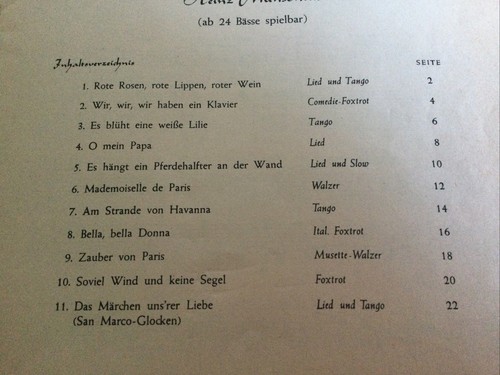 (ab 24 Bässe spielbar)
Inhaltsverzeichnis SEITE
1. Rote Rosen, rote Lippen, roter Wein Lied und Tango 2
2. Wir, wir, wir haben ein Klavier Comedie-Foxtrot 4
3. Es blüht eine weiße Lilie Tango 6
4. O mein Papa Lied 8
5. Es hängt ein Pferdehalfter an der Wand Lied und Slow 10
6. Mademoiselle de Paris Walzer 12
7. Am Strande von Havanna Tango 14
8. Bella, bella Donna Ital. Foxtrot 16
9. Zauber von Paris Musette-Walzer 18
10. Soviel Wind und keine Segel Foxtrot 20
11. Das Märchen uns'rer Liebe Lied und Tango 22
(San Marco-Glocken)